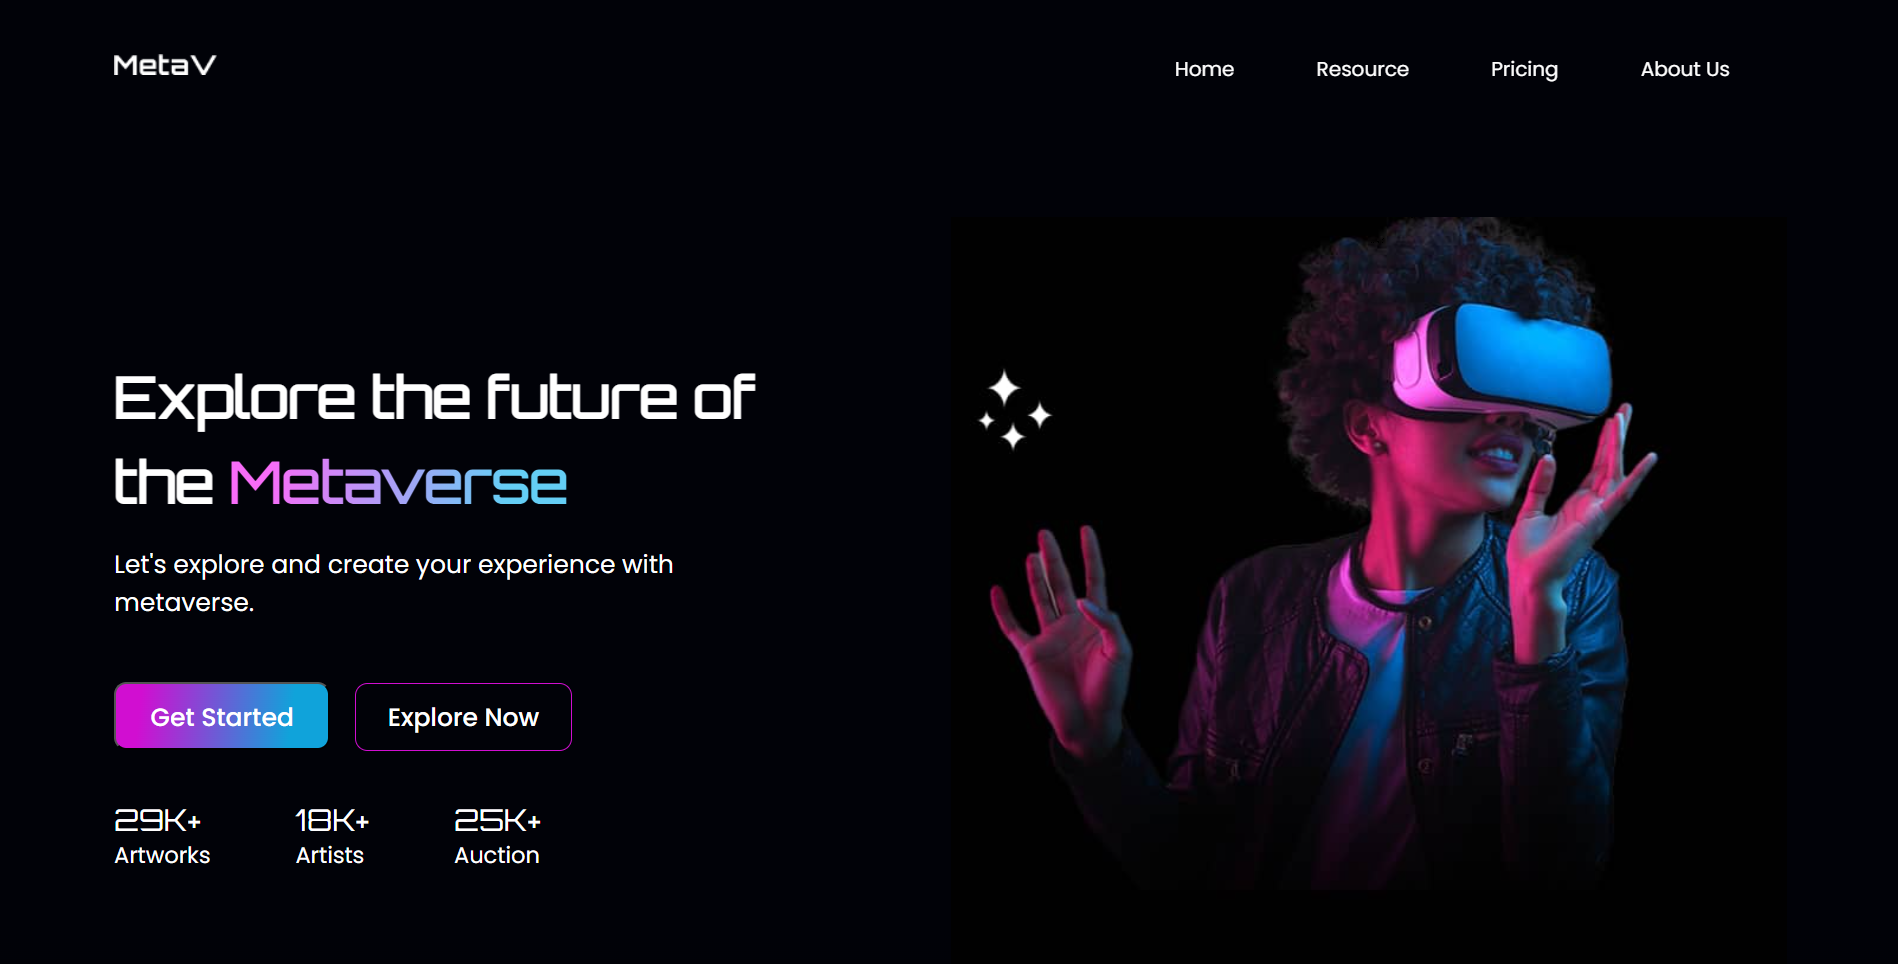 MetaV
Home
Resource
Pricing
About Us
Explore the future of
the Metaverse
Let's explore and create your experience with
metaverse.
Get Started
Explore Now
29K+
Artworks
18K+
Artists
25K+
Auction